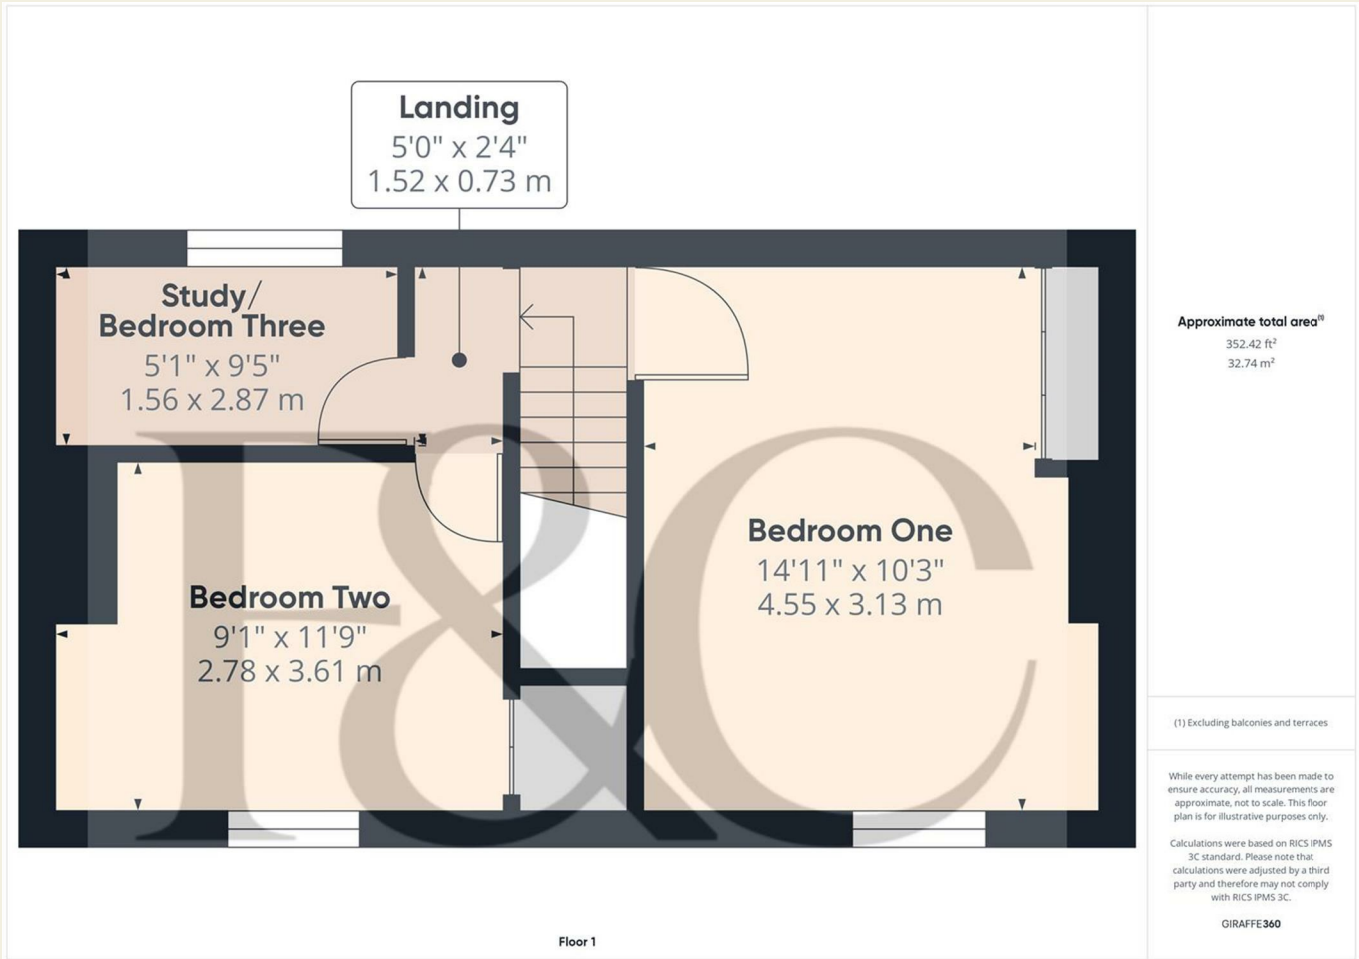 Landing
5'0" x 2'4"
1.52 x 0.73 m
Study/
Bedroom Three
5'1" x 9'5"
1.56 x 2.87 m
Bedroom One
14'11" x 10'3"
4.55 x 3.13 m
Bedroom Two
9'1" x 11'9"
2.78 x 3.61 m
F&C
Floor 1
Approximate total area(1)
352.42 ft²
32.74 m²
(1) Excluding balconies and terraces
While every attempt has been made to
ensure accuracy, all measurements are
approximate, not to scale. This floor
plan is for illustrative purposes only.
Calculations were based on RICS IPMS
3C standard. Please note that
calculations were adjusted by a third
party and therefore may not comply
with RICS IPMS 3C.
GIRAFFE360